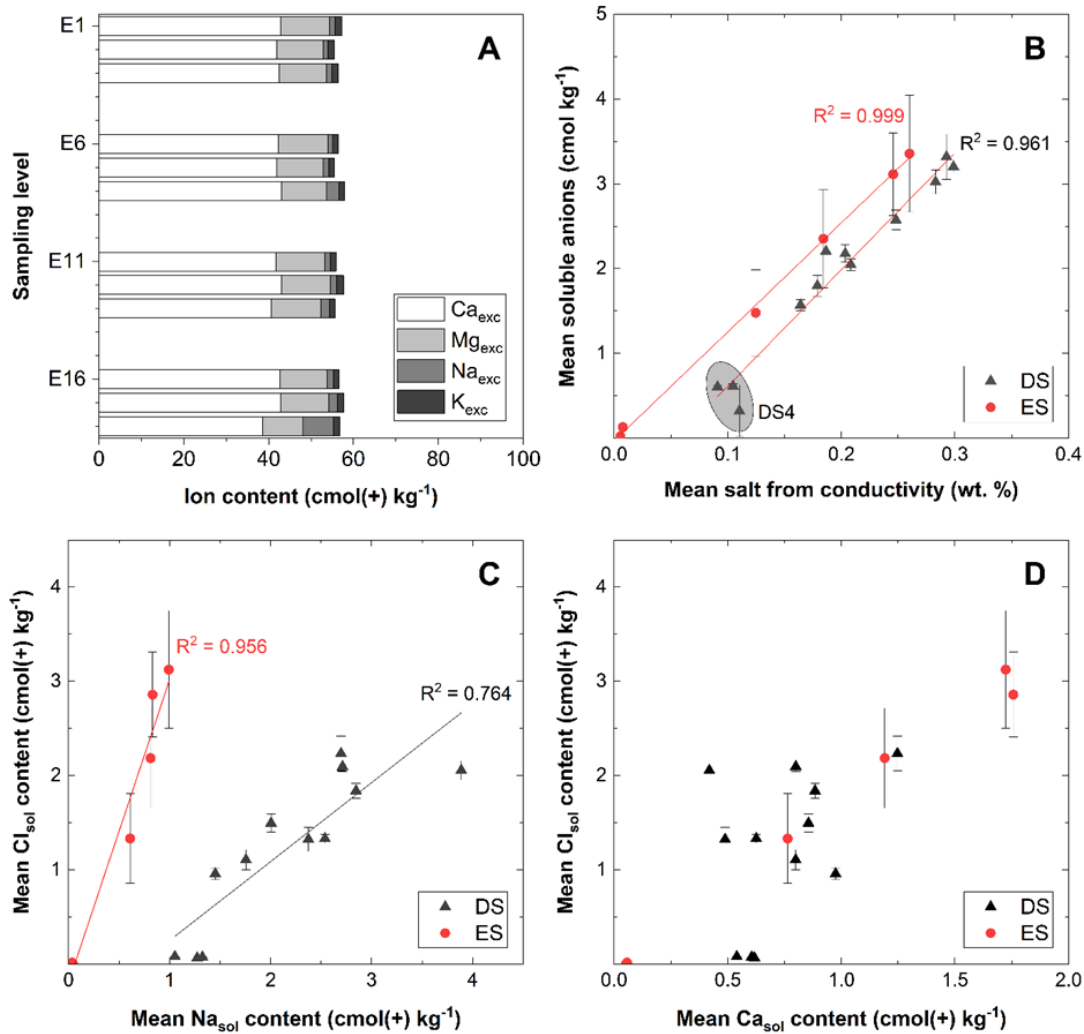 A
E1
E6
E11
E16
Sampling level
Ca_exc
Mg_exc
Na_exc
K_exc
0 20 40 60 80 100
Ion content (cmol(+) kg⁻¹)
B
5
4
3
2
1
Mean soluble anions (cmol kg⁻¹)
R² = 0.999
R² = 0.961
DS4
DS
ES
0.0 0.1 0.2 0.3 0.4
Mean salt from conductivity (wt. %)
C
4
3
2
1
Mean Cl_sol content (cmol(+) kg⁻¹)
R² = 0.956
R² = 0.764
DS
ES
0 1 2 3 4
Mean Na_sol content (cmol(+) kg⁻¹)
D
4
3
2
1
Mean Cl_sol content (cmol(+) kg⁻¹)
DS
ES
0.0 0.5 1.0 1.5 2.0
Mean Ca_sol content (cmol(+) kg⁻¹)